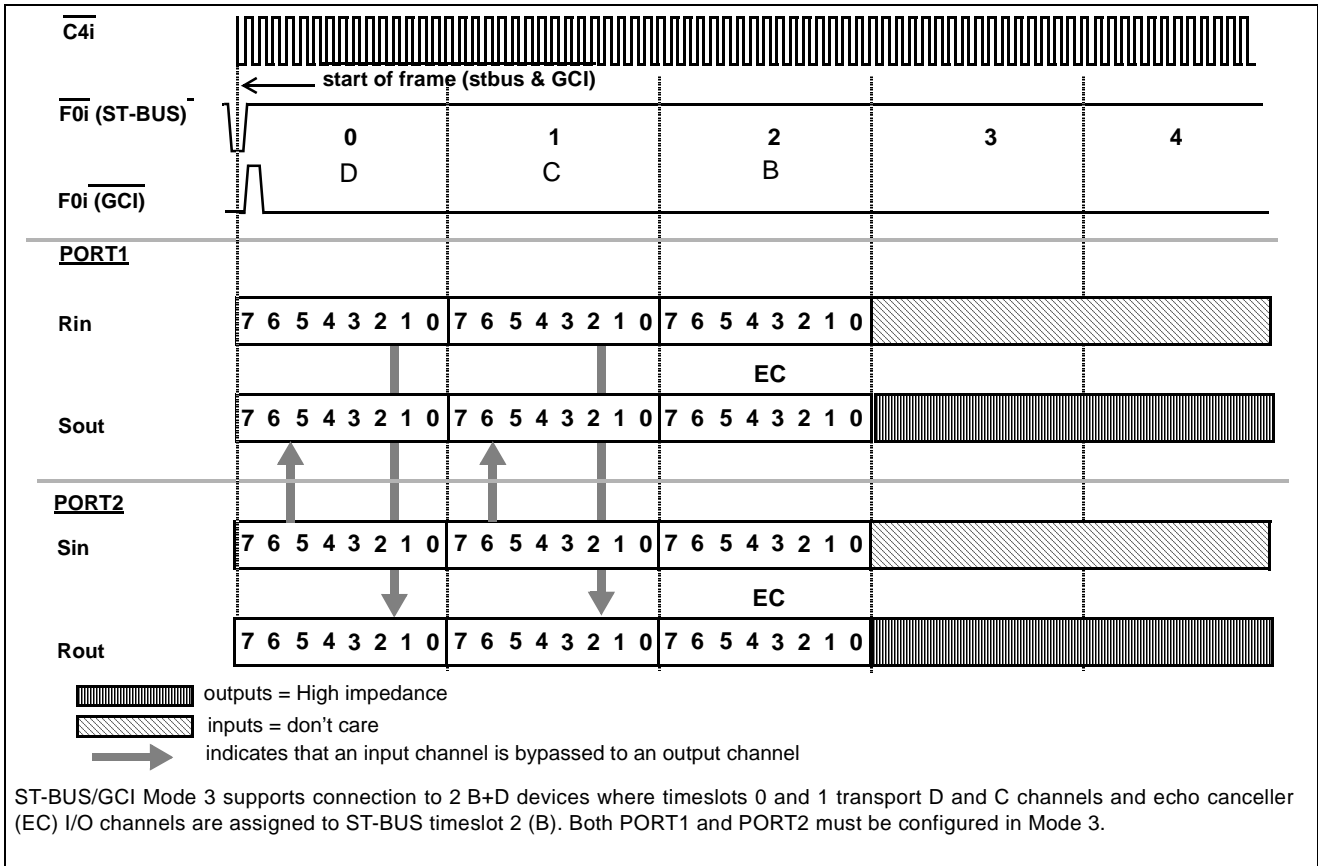 C4i
start of frame (stbus & GCI)
F0i (ST-BUS)
0 1 2 3 4
D C B
F0i (GCI)
PORT1
Rin 7 6 5 4 3 2 1 0 7 6 5 4 3 2 1 0 7 6 5 4 3 2 1 0
EC
Sout 7 6 5 4 3 2 1 0 7 6 5 4 3 2 1 0 7 6 5 4 3 2 1 0
PORT2
Sin 7 6 5 4 3 2 1 0 7 6 5 4 3 2 1 0 7 6 5 4 3 2 1 0
EC
Rout 7 6 5 4 3 2 1 0 7 6 5 4 3 2 1 0 7 6 5 4 3 2 1 0
outputs = High impedance
inputs = don't care
indicates that an input channel is bypassed to an output channel
ST-BUS/GCI Mode 3 supports connection to 2 B+D devices where timeslots 0 and 1 transport D and C channels and echo canceller
(EC) I/O channels are assigned to ST-BUS timeslot 2 (B). Both PORT1 and PORT2 must be configured in Mode 3.